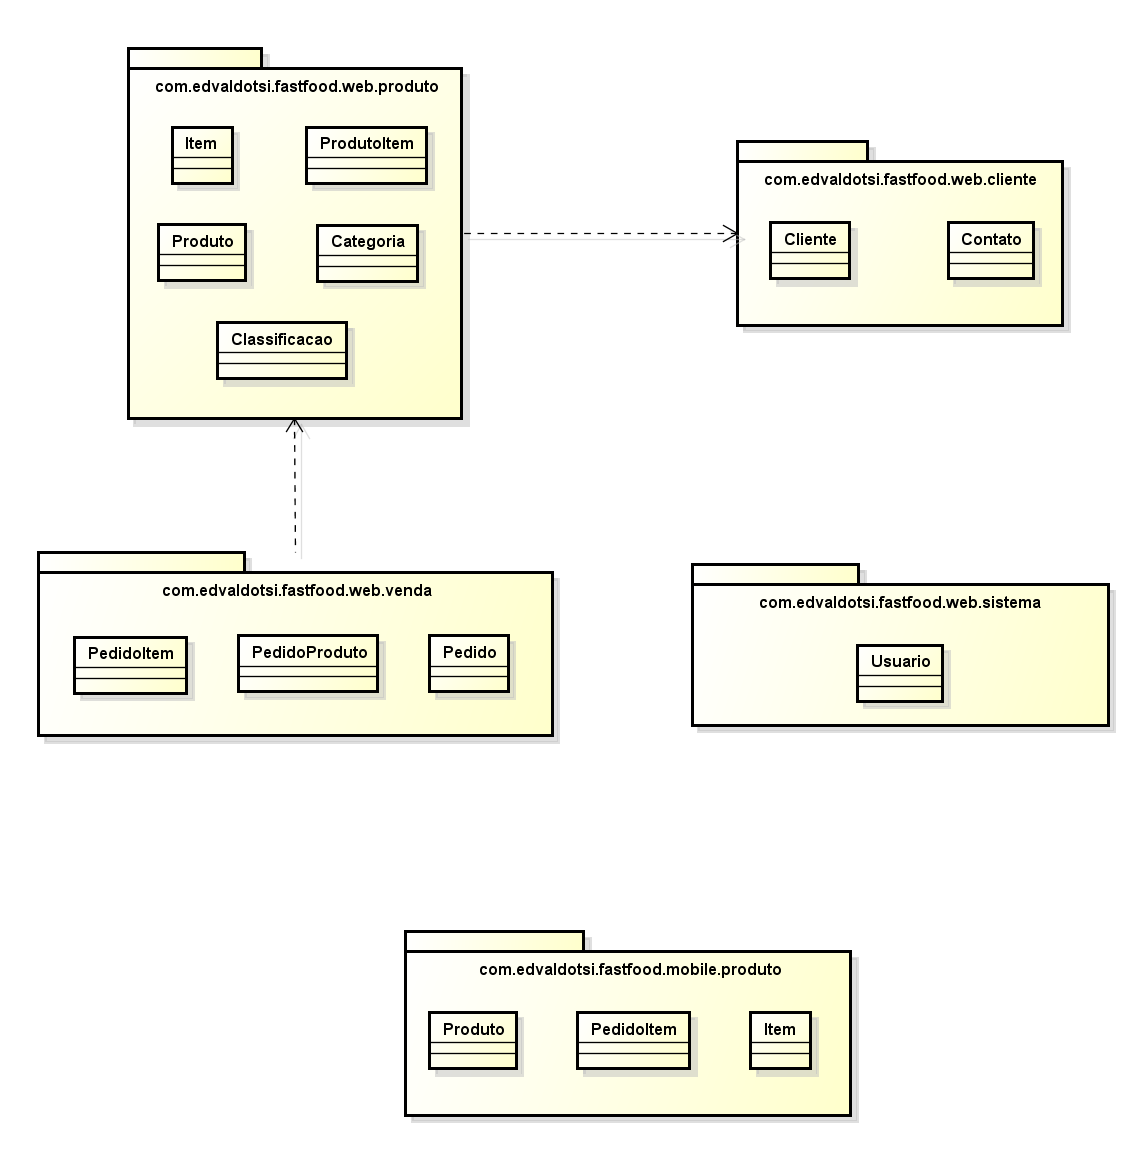 com.edvaldotsi.fastfood.web.produto
Item
ProdutoItem
Produto
Categoria
Classificacao
com.edvaldotsi.fastfood.web.cliente
Cliente
Contato
com.edvaldotsi.fastfood.web.venda
PedidoItem
PedidoProduto
Pedido
com.edvaldotsi.fastfood.web.sistema
Usuario
com.edvaldotsi.fastfood.mobile.produto
Produto
PedidoItem
Item